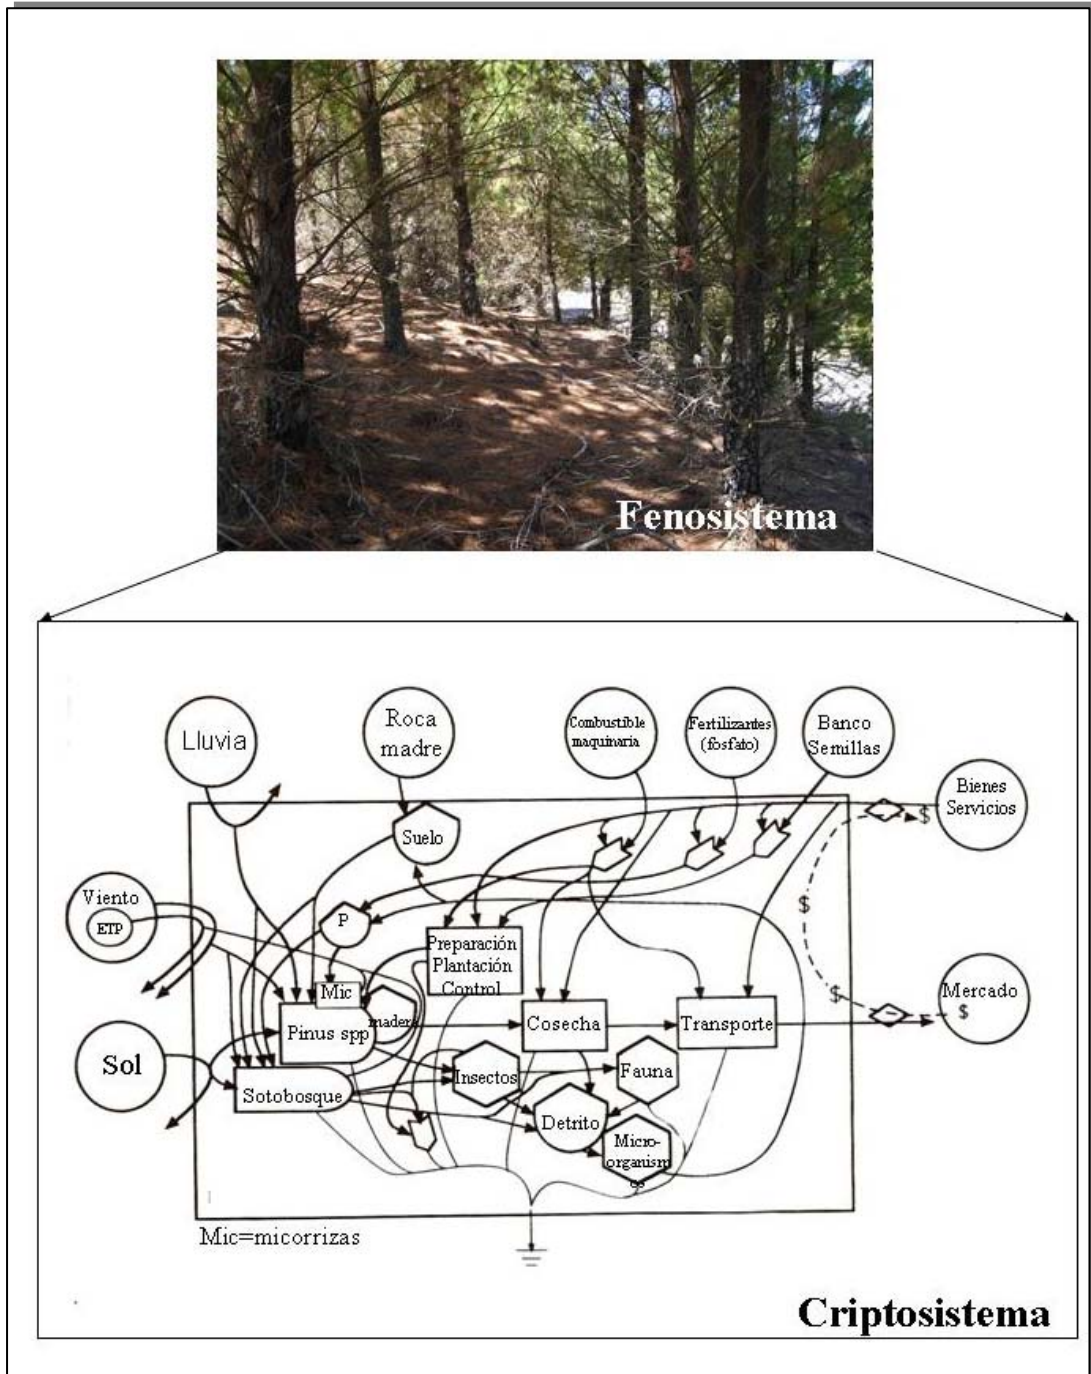 Fenosistema
Lluvia
Roca
madre
Combustible
maquinaria
Fertilizantes
(fosfato)
Banco
Semillas
Bienes
Servicios
$
Suelo
Viento
ETP
P
$
Preparación
Plantación
Control
Mic
madera
$
Mercado
$
Pinus spp
Cosecha
Transporte
Sol
Sotobosque
Insectos
Fauna
Detrito
Micro-
organism
os
Mic=micorrizas
Criptosistema